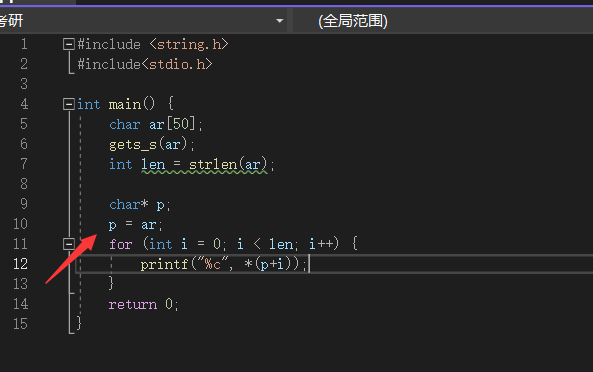 考研 (全局范围)
1 #include <string.h>
2 #include<stdio.h>
3
4 int main() {
5 char ar[50];
6 gets_s(ar);
7 int len = strlen(ar);
8
9 char* p;
10 p = ar;
11 for (int i = 0; i < len; i++) {
12 printf("%c", *(p+i));
13 }
14 return 0;
15 }